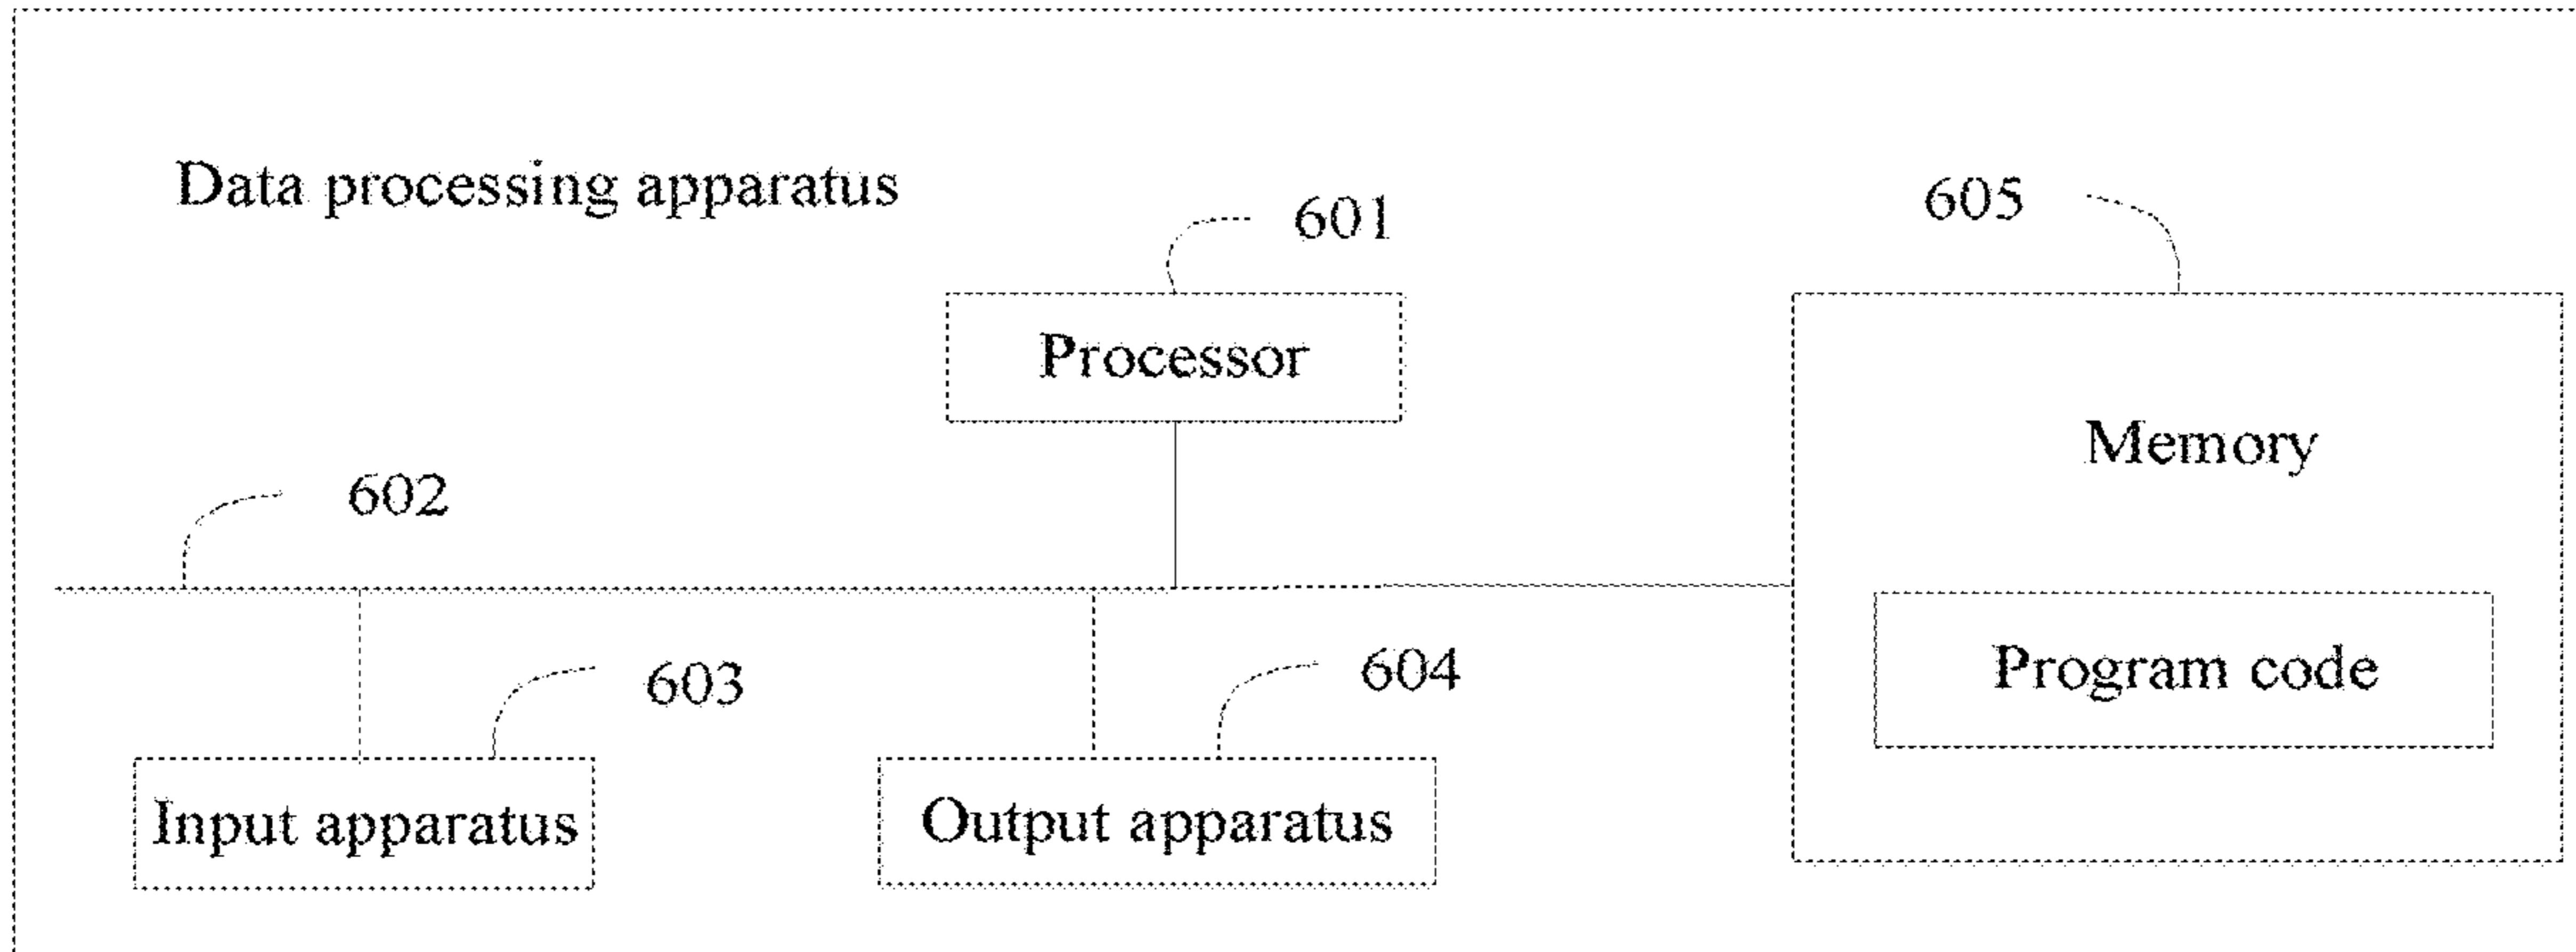 Data processing apparatus
601
605
Processor
Memory
602
603
604
Program code
Input apparatus
Output apparatus